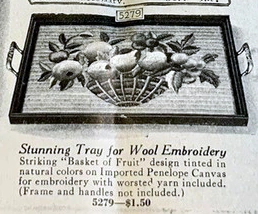 5279
Stunning Tray for Wool Embroidery
Striking "Basket of Fruit" design tinted in
natural colors on Imported Penelope Canvas
for embroidery with worsted yarn included.
(Frame and handles not included.)
5279—$1.50